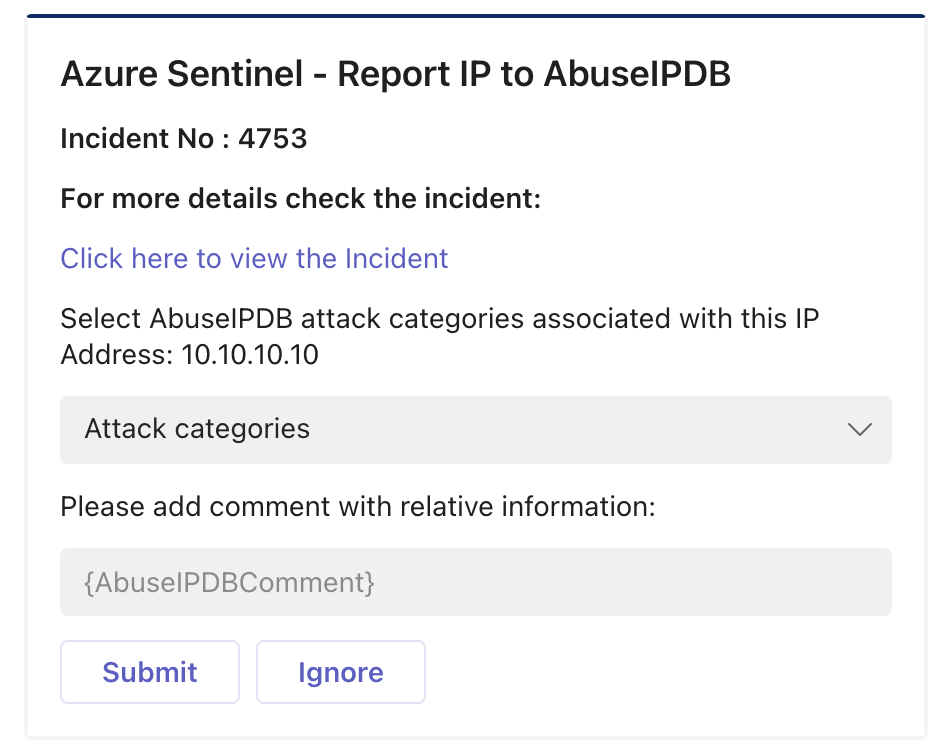 Azure Sentinel - Report IP to AbuseIPDB
Incident No : 4753
For more details check the incident:
Click here to view the Incident
Select AbuseIPDB attack categories associated with this IP
Address: 10.10.10.10
Attack categories
Please add comment with relative information:
{AbuseIPDBComment}
Submit
Ignore